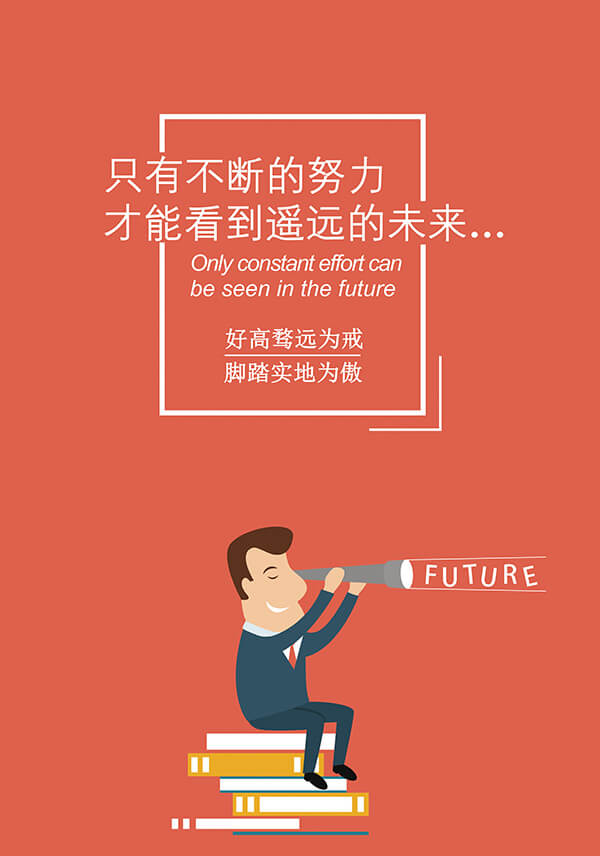 只有不断的努力
才能看到遥远的未来...
Only constant effort can
be seen in the future
好高骛远为戒
脚踏实地为傲
FUTURE